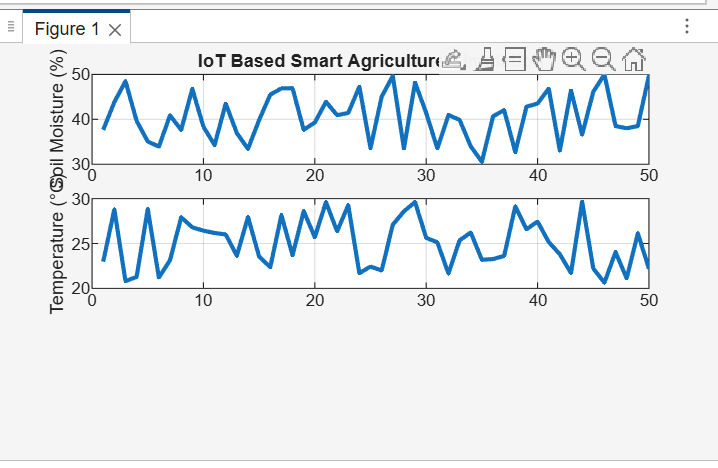 Figure 1
IoT Based Smart Agriculture
Soil Moisture (%)
50
40
30
0 10 20 30 40 50
Temperature (°C)
30
25
20
0 10 20 30 40 50